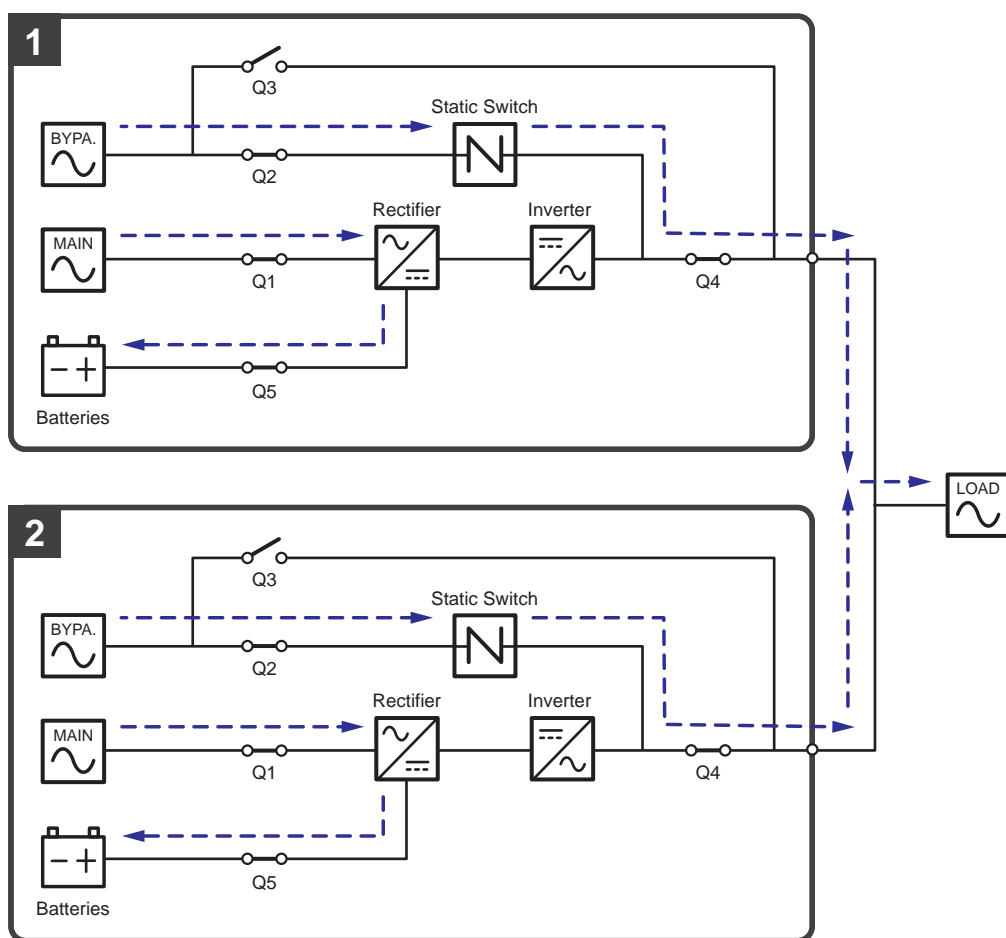 1
Q3
Static Switch
BYPA.
Q2
Rectifier
Inverter
MAIN
Q1
Q4
Q5
Batteries
LOAD
2
Q3
Static Switch
BYPA.
Q2
Rectifier
Inverter
MAIN
Q1
Q4
Q5
Batteries